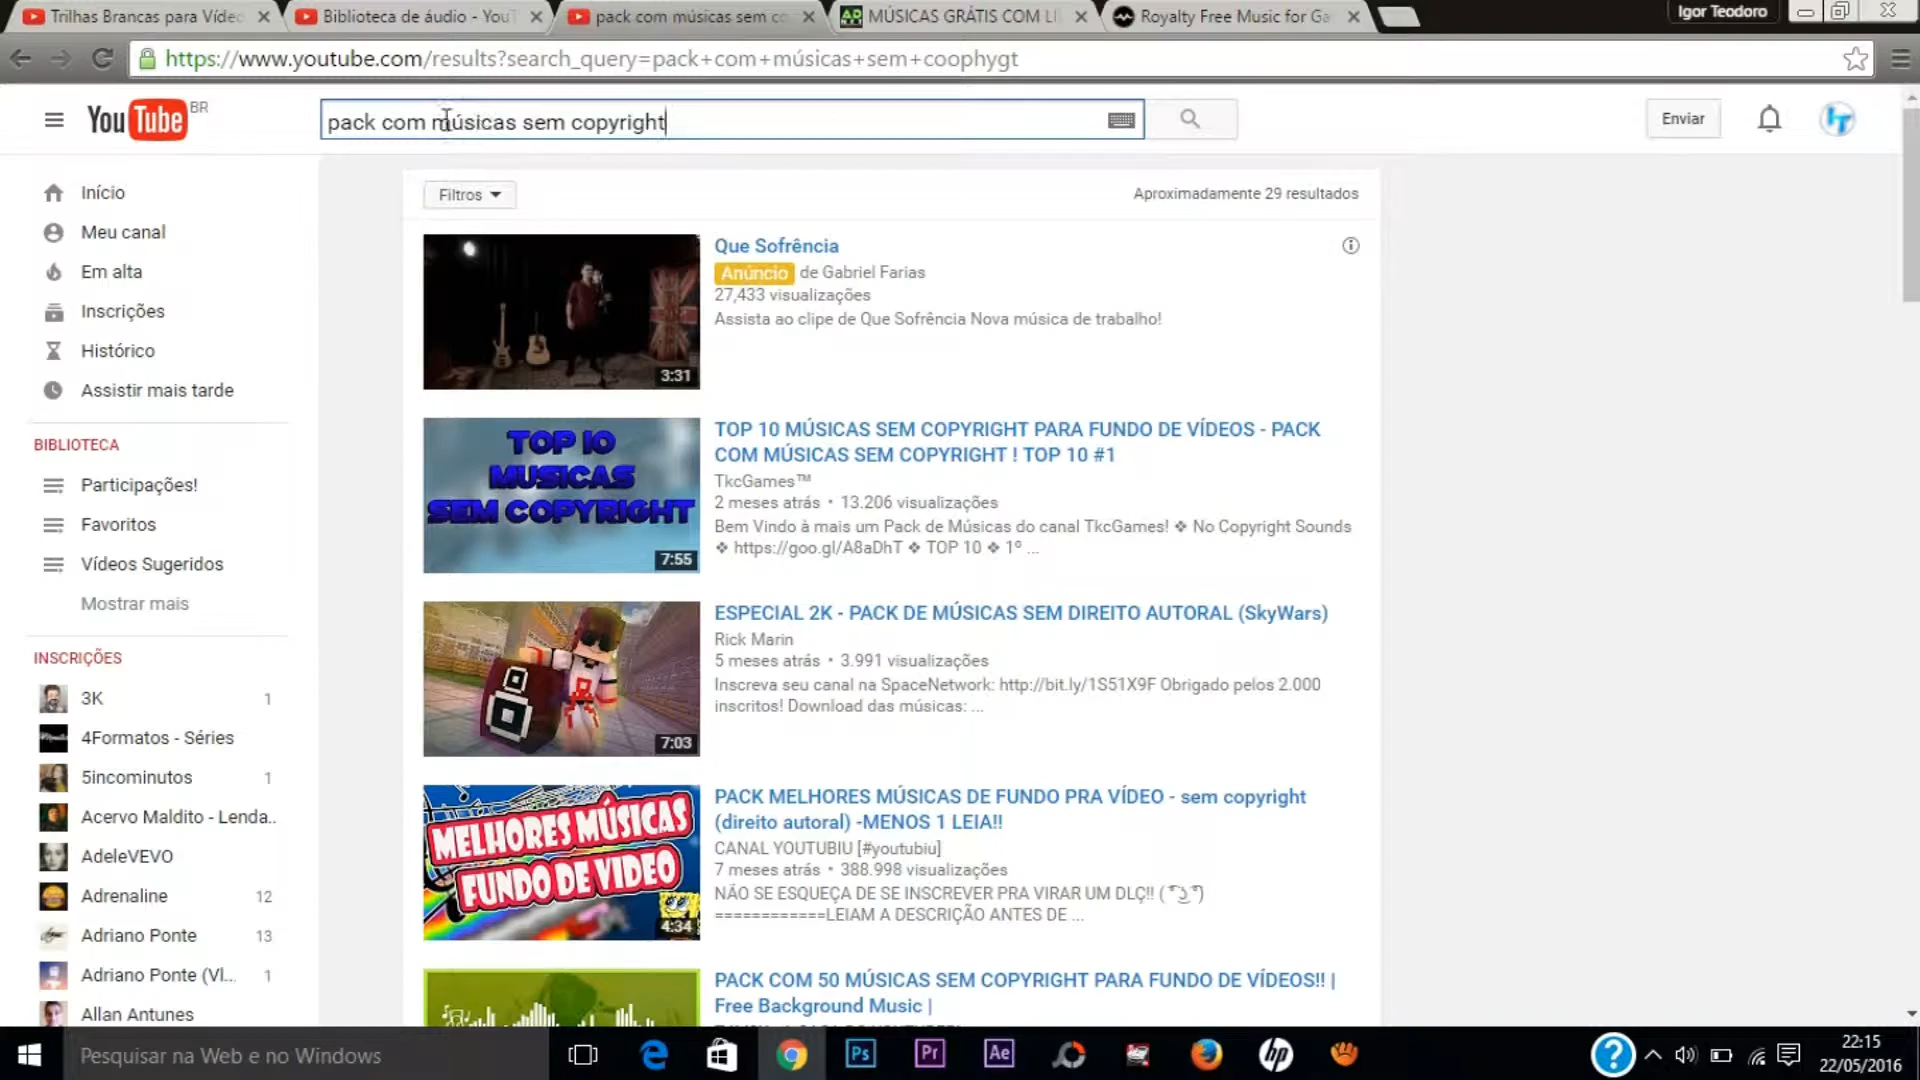 Trilhas Brancas para Víde
Biblioteca de áudio - YouT
pack com músicas sem co
MÚSICAS GRÁTIS COM LI
Royalty Free Music for Ga
Igor Teodoro
https://www.youtube.com/results?search_query=pack+com+músicas+sem+coophygt
YouTube BR
pack com músicas sem copyright
Enviar
Início
Meu canal
Em alta
Inscrições
Histórico
Assistir mais tarde
BIBLIOTECA
Participações!
Favoritos
Vídeos Sugeridos
Mostrar mais
INSCRIÇÕES
3K 1
4Formatos - Séries
5incominutos 1
Acervo Maldito - Lenda..
AdeleVEVO
Adrenaline 12
Adriano Ponte 13
Adriano Ponte (Vl... 1
Allan Antunes
Filtros
Aproximadamente 29 resultados
3:31
Que Sofrência
Anúncio de Gabriel Farias
27,433 visualizações
Assista ao clipe de Que Sofrência Nova música de trabalho!
TOP 10
MUSICAS
SEM COPYRIGHT
7:55
TOP 10 MÚSICAS SEM COPYRIGHT PARA FUNDO DE VÍDEOS - PACK
COM MÚSICAS SEM COPYRIGHT ! TOP 10 #1
TkcGames™
2 meses atrás • 13.206 visualizações
Bem Vindo à mais um Pack de Músicas do canal TkcGames! ❖ No Copyright Sounds
❖ https://goo.gl/A8aDhT ❖ TOP 10 ❖ 1º ...
7:03
ESPECIAL 2K - PACK DE MÚSICAS SEM DIREITO AUTORAL (SkyWars)
Rick Marin
5 meses atrás • 3.991 visualizações
Inscreva seu canal na SpaceNetwork: http://bit.ly/1S51X9F Obrigado pelos 2.000
inscritos! Download das músicas: ...
MELHORES MÚSICAS
FUNDO DE VIDEO
4:34
PACK MELHORES MÚSICAS DE FUNDO PRA VÍDEO - sem copyright
(direito autoral) -MENOS 1 LEIA!!
CANAL YOUTUBIU [#youtubiu]
7 meses atrás • 388.998 visualizações
NÃO SE ESQUEÇA DE SE INSCREVER PRA VIRAR UM DLÇ!! ( ͡° ͜ʖ ͡°)
============LEIAM A DESCRIÇÃO ANTES DE ...
PACK COM 50 MÚSICAS SEM COPYRIGHT PARA FUNDO DE VÍDEOS!! |
Free Background Music |
Pesquisar na Web e no Windows
Ps
Pr
Ae
hp
22:15
22/05/2016